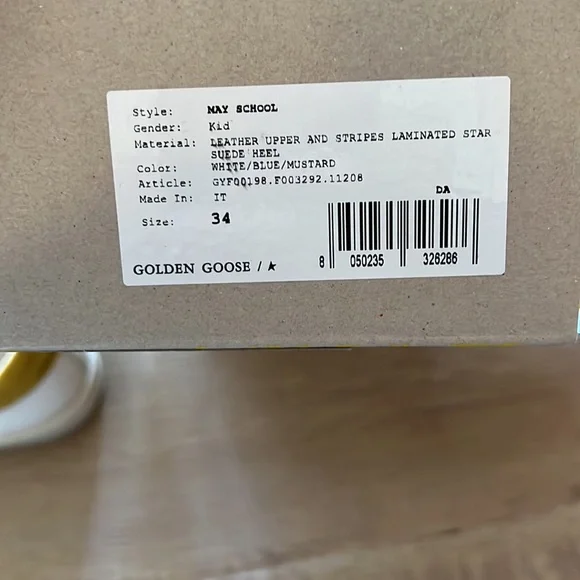 Style: MAY SCHOOL
Gender: Kid
Material: LEATHER UPPER AND STRIPES LAMINATED STAR
SUEDE HEEL
Color: WHITE/BLUE/MUSTARD
Article: GYF00198.F003292.11208
Made In: IT
DA
Size: 34
8 050235 326286
GOLDEN GOOSE /